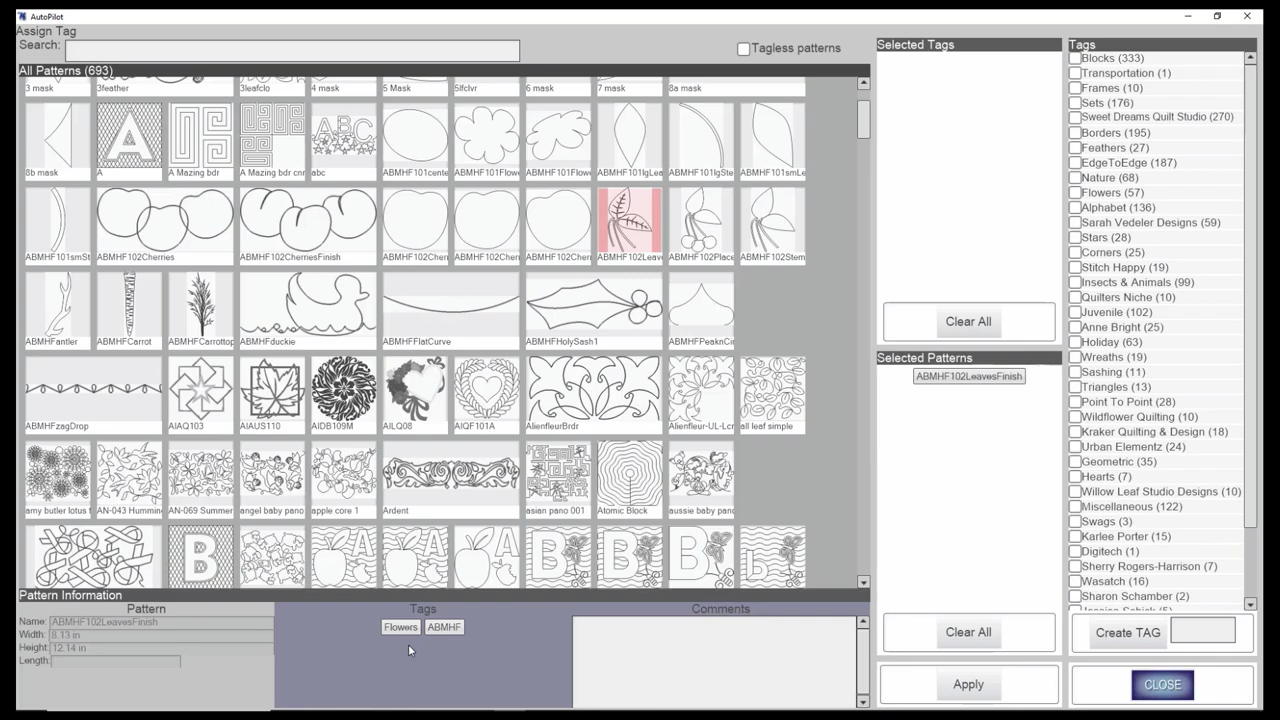 AutoPilot
Assign Tag
Search:
Tagless patterns
All Patterns (693)
3 mask
3feather
3leafclo
4 mask
5 Mask
5lfclvr
6 mask
7 mask
8a mask
8b mask
A
A Mazing bdr
A Mazing bdr cnr
abc
ABMHF101cente
ABMHF101Flow
ABMHF101Flow
ABMHF101lgLea
ABMHF101lgSte
ABMHF101smLe
ABMHF101smSt
ABMHF102Cherries
ABMHF102CherriesFinish
ABMHF102Cher
ABMHF102Cher
ABMHF102Cher
ABMHF102Leav
ABMHF102Place
ABMHF102Stem
ABMHFantler
ABMHFCarrot
ABMHFCarrottop
ABMHFduckie
ABMHFFlatCurve
ABMHFHolySash1
ABMHFPeaknCir
ABMHFzagDrop
AIAQ103
AIAUS110
AIDB109M
AILQ08
AIQF101A
AlienfleurBrdr
Alienfleur-UL-Lcr
all leaf simple
amy butler lotus f
AN-043 Hummin
AN-069 Summer
angel baby pano
apple core 1
Ardent
asian pano 001
Atomic Block
aussie baby pan
Pattern Information
Pattern
Name: ABMHF102LeavesFinish
Width: 8.13 in
Height: 12.14 in
Length:
Tags
Flowers
ABMHF
Comments
Selected Tags
Clear All
Selected Patterns
ABMHF102LeavesFinish
Clear All
Apply
Tags
Blocks (333)
Transportation (1)
Frames (10)
Sets (176)
Sweet Dreams Quilt Studio (270)
Borders (195)
Feathers (27)
EdgeToEdge (187)
Nature (68)
Flowers (57)
Alphabet (136)
Sarah Vedeler Designs (59)
Stars (28)
Corners (25)
Stitch Happy (19)
Insects & Animals (99)
Quilters Niche (10)
Juvenile (102)
Anne Bright (25)
Holiday (63)
Wreaths (19)
Sashing (11)
Triangles (13)
Point To Point (28)
Wildflower Quilting (10)
Kraker Quilting & Design (18)
Urban Elementz (24)
Geometric (35)
Hearts (7)
Willow Leaf Studio Designs (10)
Miscellaneous (122)
Swags (3)
Karlee Porter (15)
Digitech (1)
Sherry Rogers-Harrison (7)
Wasatch (16)
Sharon Schamber (2)
Create TAG
CLOSE